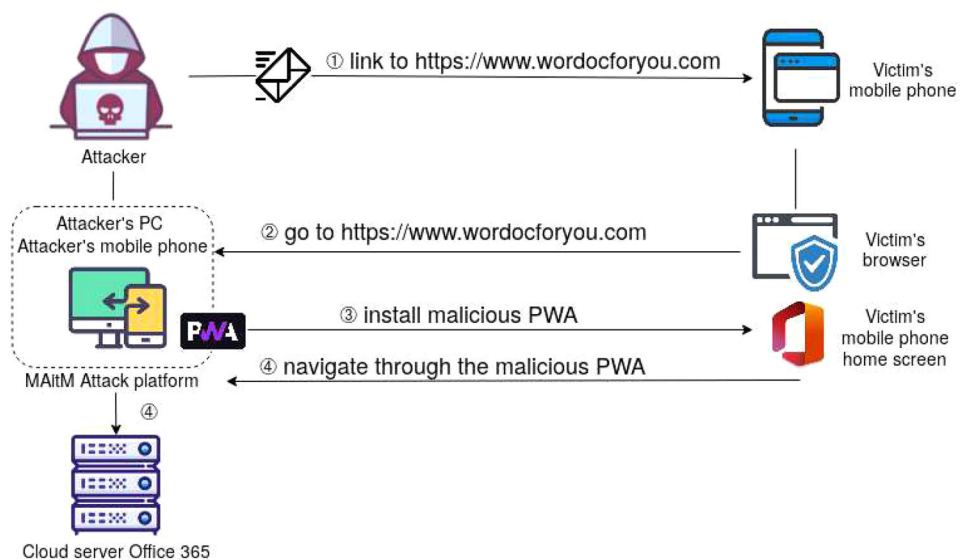 ① link to https://www.wordocforyou.com
Victim's
mobile phone
Attacker
Attacker's PC
Attacker's mobile phone
② go to https://www.wordocforyou.com
Victim's
browser
PWA
③ install malicious PWA
Victim's
mobile phone
home screen
④ navigate through the malicious PWA
MAitM Attack platform
④
Cloud server Office 365